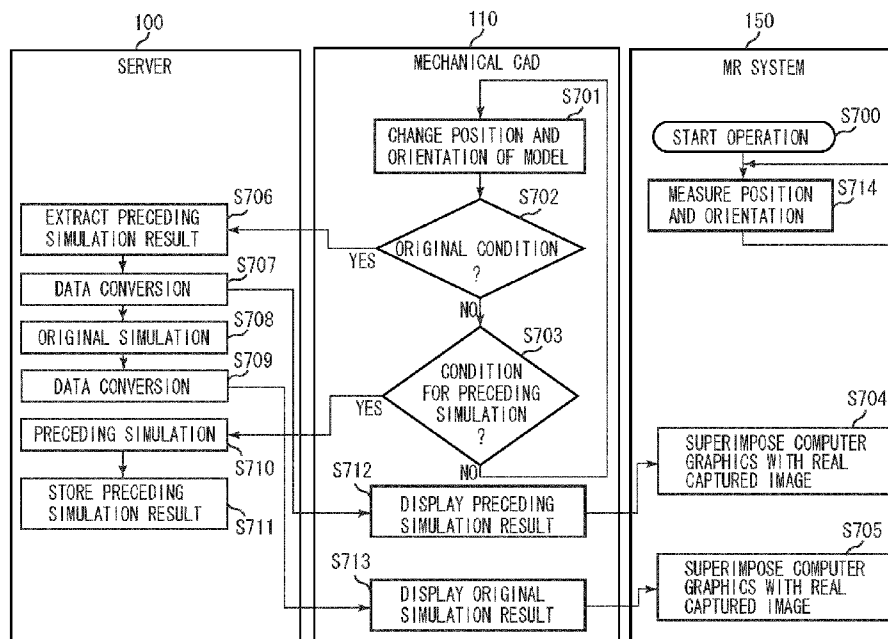 100
SERVER
S706
EXTRACT PRECEDING
SIMULATION RESULT
S707
DATA CONVERSION
S708
ORIGINAL SIMULATION
S709
DATA CONVERSION
PRECEDING SIMULATION
S710
STORE PRECEDING
SIMULATION RESULT
S711
110
MECHANICAL CAD
S701
CHANGE POSITION AND
ORIENTATION OF MODEL
S702
ORIGINAL CONDITION
?
YES
NO
S703
CONDITION
FOR PRECEDING
SIMULATION
?
YES
NO
S712
DISPLAY PRECEDING
SIMULATION RESULT
S713
DISPLAY ORIGINAL
SIMULATION RESULT
150
MR SYSTEM
S700
START OPERATION
MEASURE POSITION
AND ORIENTATION
S714
S704
SUPERIMPOSE COMPUTER
GRAPHICS WITH REAL
CAPTURED IMAGE
S705
SUPERIMPOSE COMPUTER
GRAPHICS WITH REAL
CAPTURED IMAGE